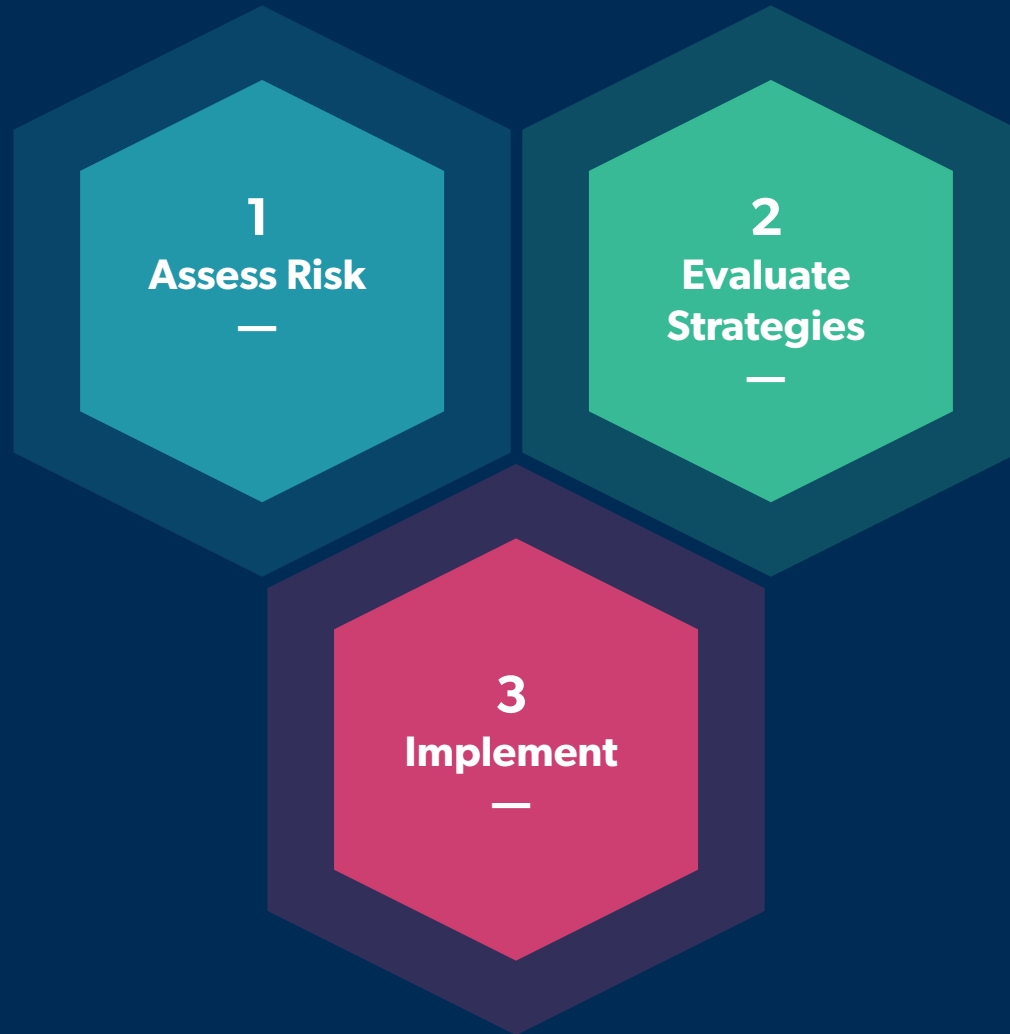 1
Assess Risk
—
2
Evaluate
Strategies
—
3
Implement
—